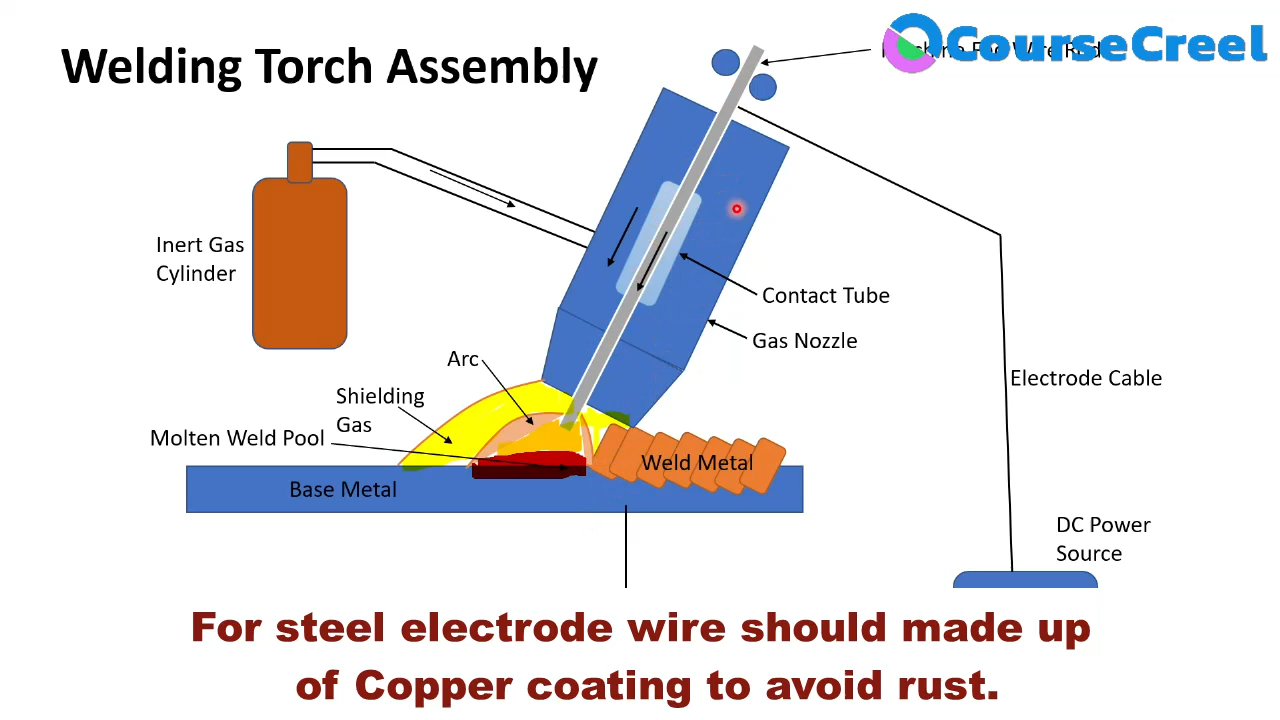 Welding Torch Assembly
CourseCreel
Inert Gas
Cylinder
Contact Tube
Gas Nozzle
Arc
Electrode Cable
Shielding
Gas
Molten Weld Pool
Weld Metal
Base Metal
DC Power
Source
For steel electrode wire should made up
of Copper coating to avoid rust.